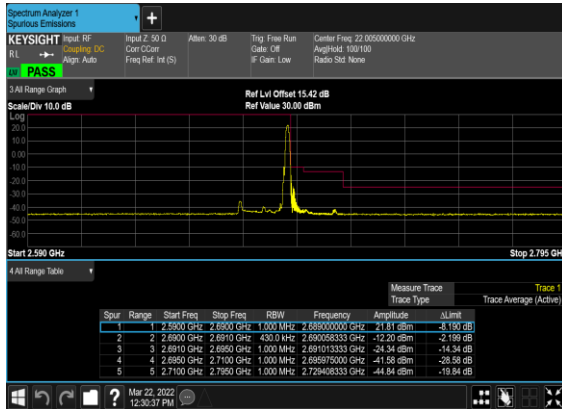 Spectrum Analyzer 1
Spurious Emissions
+
KEYSIGHT
RL
Input: RF
Coupling: DC
Align: Auto
Input Z: 50 Ω
Corr CCorr
Freq Ref: Int (S)
Atten: 30 dB
Trig: Free Run
Gate: Off
IF Gain: Low
Center Freq: 22.005000000 GHz
Avg|Hold: 100/100
Radio Std: None
PASS
3 All Range Graph
Ref Lvl Offset 15.42 dB
Scale/Div 10.0 dB
Ref Value 30.00 dBm
Log
20.0
10.0
0.00
-10.0
-20.0
-30.0
-40.0
-50.0
-60.0
Start 2.590 GHz
Stop 2.795 GH
4 All Range Table
Measure Trace Trace 1
Trace Type Trace Average (Active)
Spur Range Start Freq Stop Freq RBW Frequency Amplitude ΔLimit
1 1 2.5900 GHz 2.6900 GHz 1.000 MHz 2.689000000 GHz 21.81 dBm -8.190 dB
2 2 2.6900 GHz 2.6910 GHz 430.0 kHz 2.690058333 GHz -12.20 dBm -2.199 dB
3 3 2.6910 GHz 2.6950 GHz 1.000 MHz 2.691013333 GHz -24.34 dBm -14.34 dB
4 4 2.6950 GHz 2.7100 GHz 1.000 MHz 2.695975000 GHz -41.58 dBm -28.58 dB
5 5 2.7100 GHz 2.7950 GHz 1.000 MHz 2.729408333 GHz -44.84 dBm -19.84 dB
?
Mar 22, 2022
12:30:37 PM